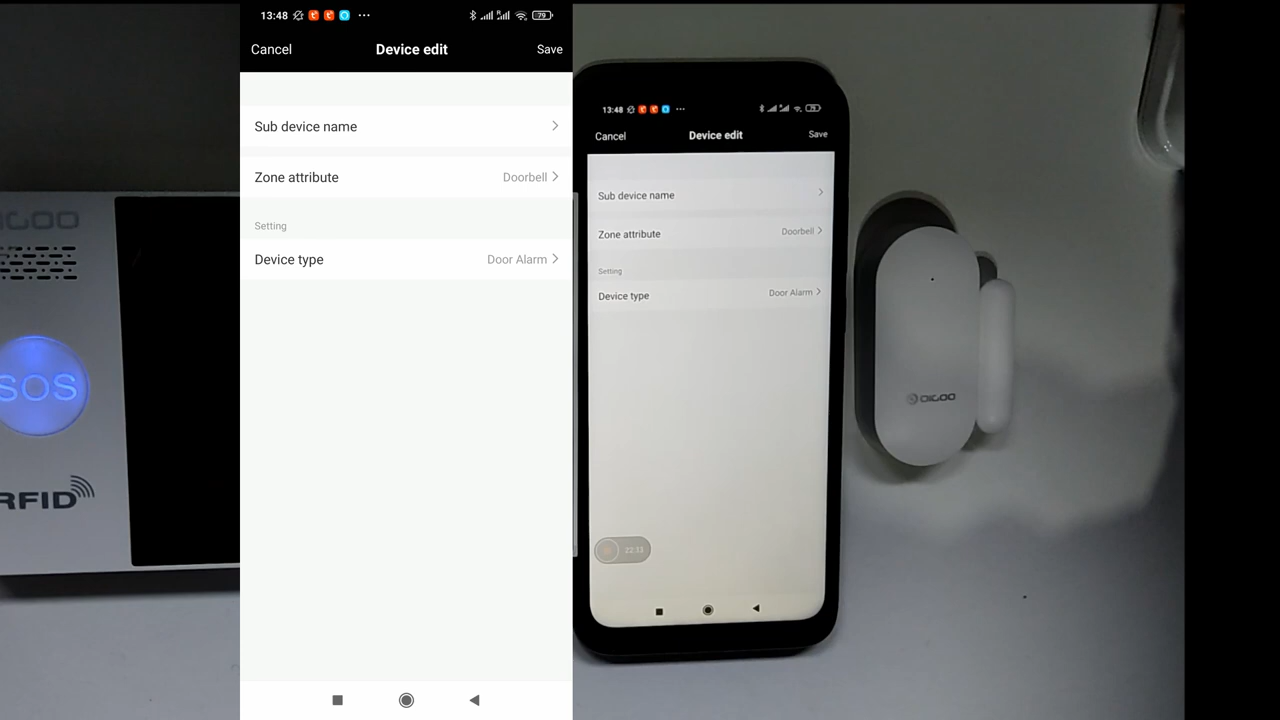 13:48
79
Cancel
Device edit
Save
Sub device name
Zone attribute
Doorbell
Setting
Device type
Door Alarm
SOS
RFID
13:48
Cancel
Device edit
Save
Sub device name
Zone attribute
Doorbell
Setting
Device type
Door Alarm
DIGOO